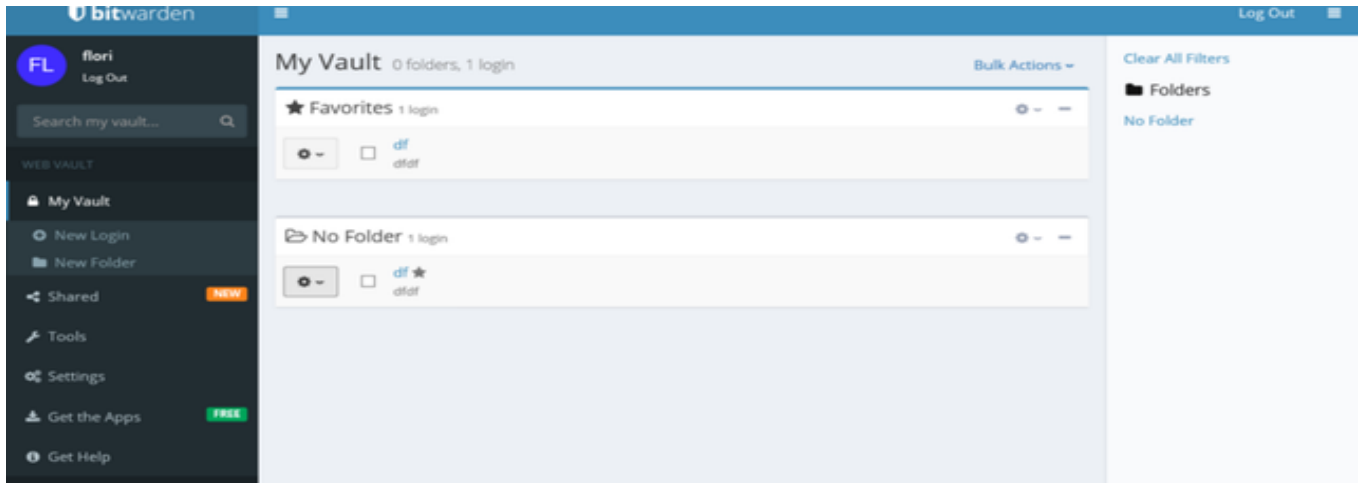 bitwarden
Log Out
FL
flori
Log Out
Search my vault...
WEB VAULT
My Vault
New Login
New Folder
Shared NEW
Tools
Settings
Get the Apps FREE
Get Help
My Vault 0 folders, 1 login
Bulk Actions
Favorites 1 login
df
dfdf
No Folder 1 login
df
dfdf
Clear All Filters
Folders
No Folder